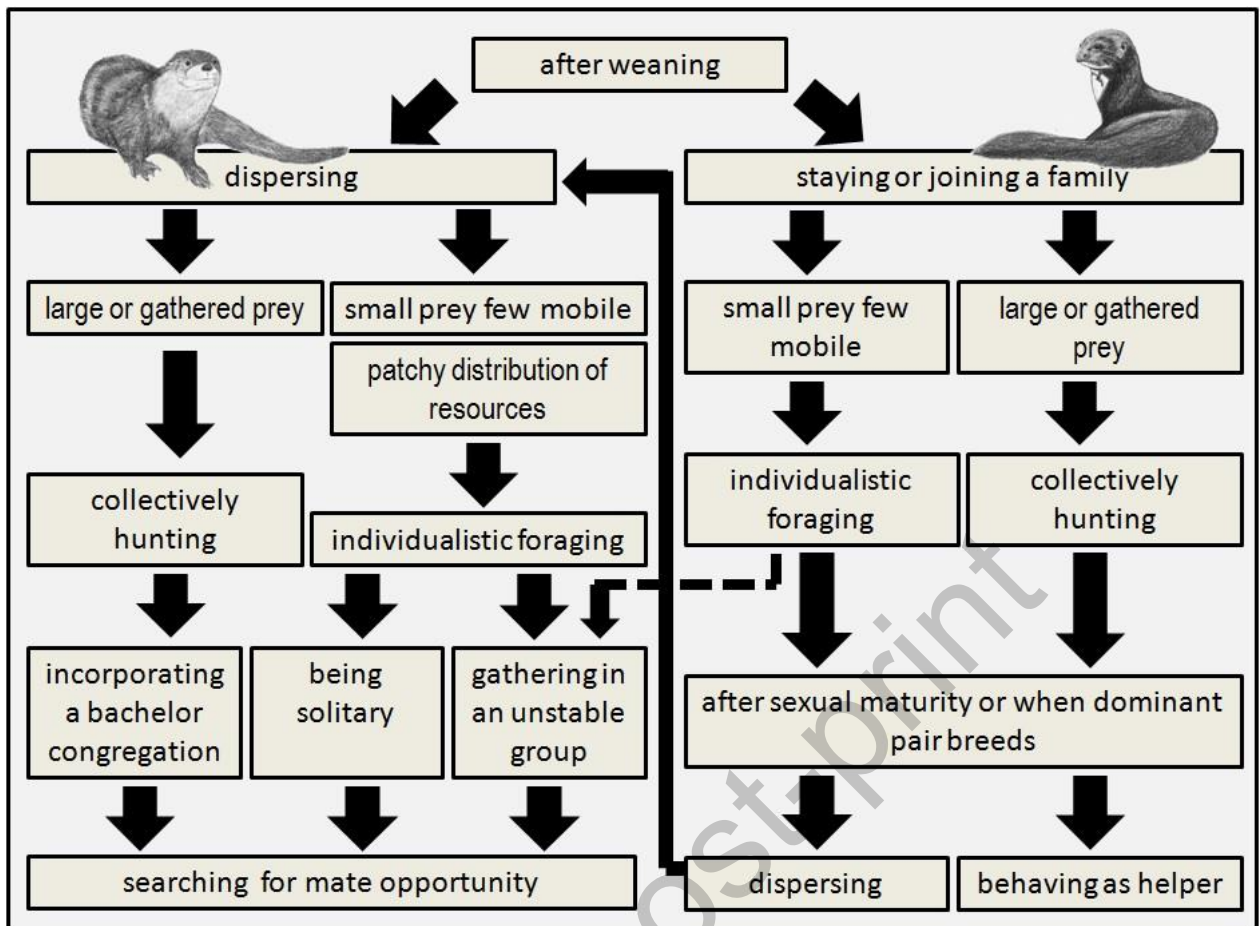 after weaning
dispersing
staying or joining a family
large or gathered prey
small prey few mobile
patchy distribution of
resources
small prey few
mobile
large or gathered
prey
collectively
hunting
individualistic foraging
individualistic
foraging
collectively
hunting
incorporating
a bachelor
congregation
being
solitary
gathering in
an unstable
group
after sexual maturity or when dominant
pair breeds
searching for mate opportunity
dispersing
behaving as helper
ost-print